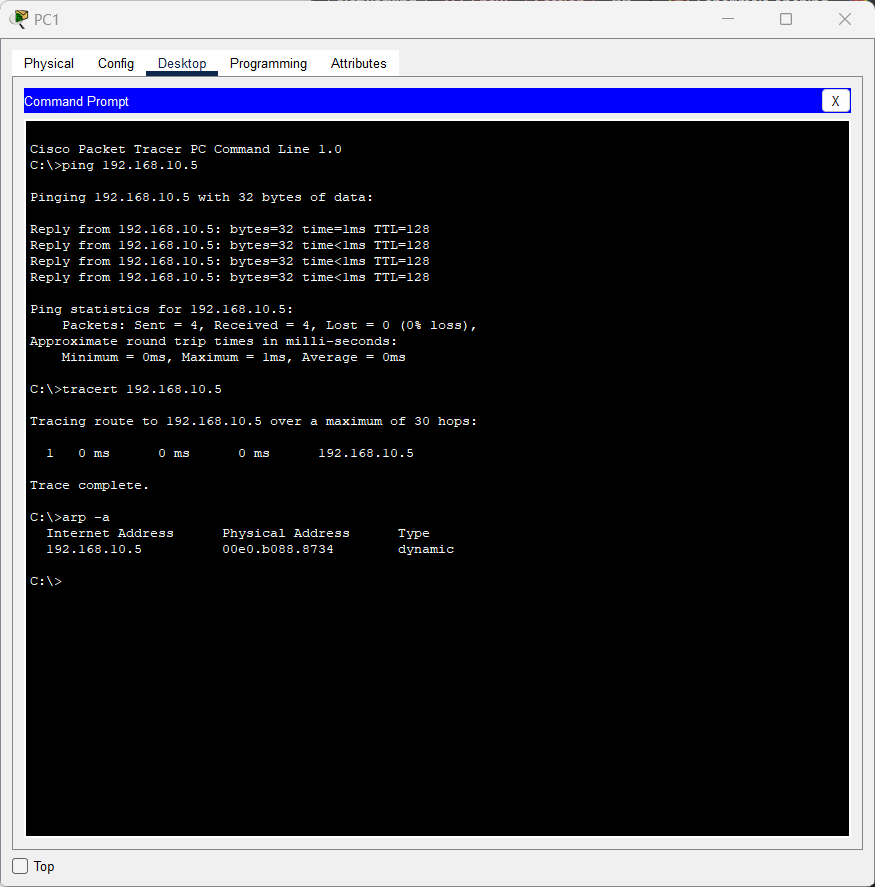 PC1
Physical Config Desktop Programming Attributes
Command Prompt X
Cisco Packet Tracer PC Command Line 1.0
C:\>ping 192.168.10.5
Pinging 192.168.10.5 with 32 bytes of data:
Reply from 192.168.10.5: bytes=32 time=1ms TTL=128
Reply from 192.168.10.5: bytes=32 time<1ms TTL=128
Reply from 192.168.10.5: bytes=32 time<1ms TTL=128
Reply from 192.168.10.5: bytes=32 time<1ms TTL=128
Ping statistics for 192.168.10.5:
Packets: Sent = 4, Received = 4, Lost = 0 (0% loss),
Approximate round trip times in milli-seconds:
Minimum = 0ms, Maximum = 1ms, Average = 0ms
C:\>tracert 192.168.10.5
Tracing route to 192.168.10.5 over a maximum of 30 hops:
1 0 ms 0 ms 0 ms 192.168.10.5
Trace complete.
C:\>arp -a
Internet Address Physical Address Type
192.168.10.5 00e0.b088.8734 dynamic
C:\>
Top